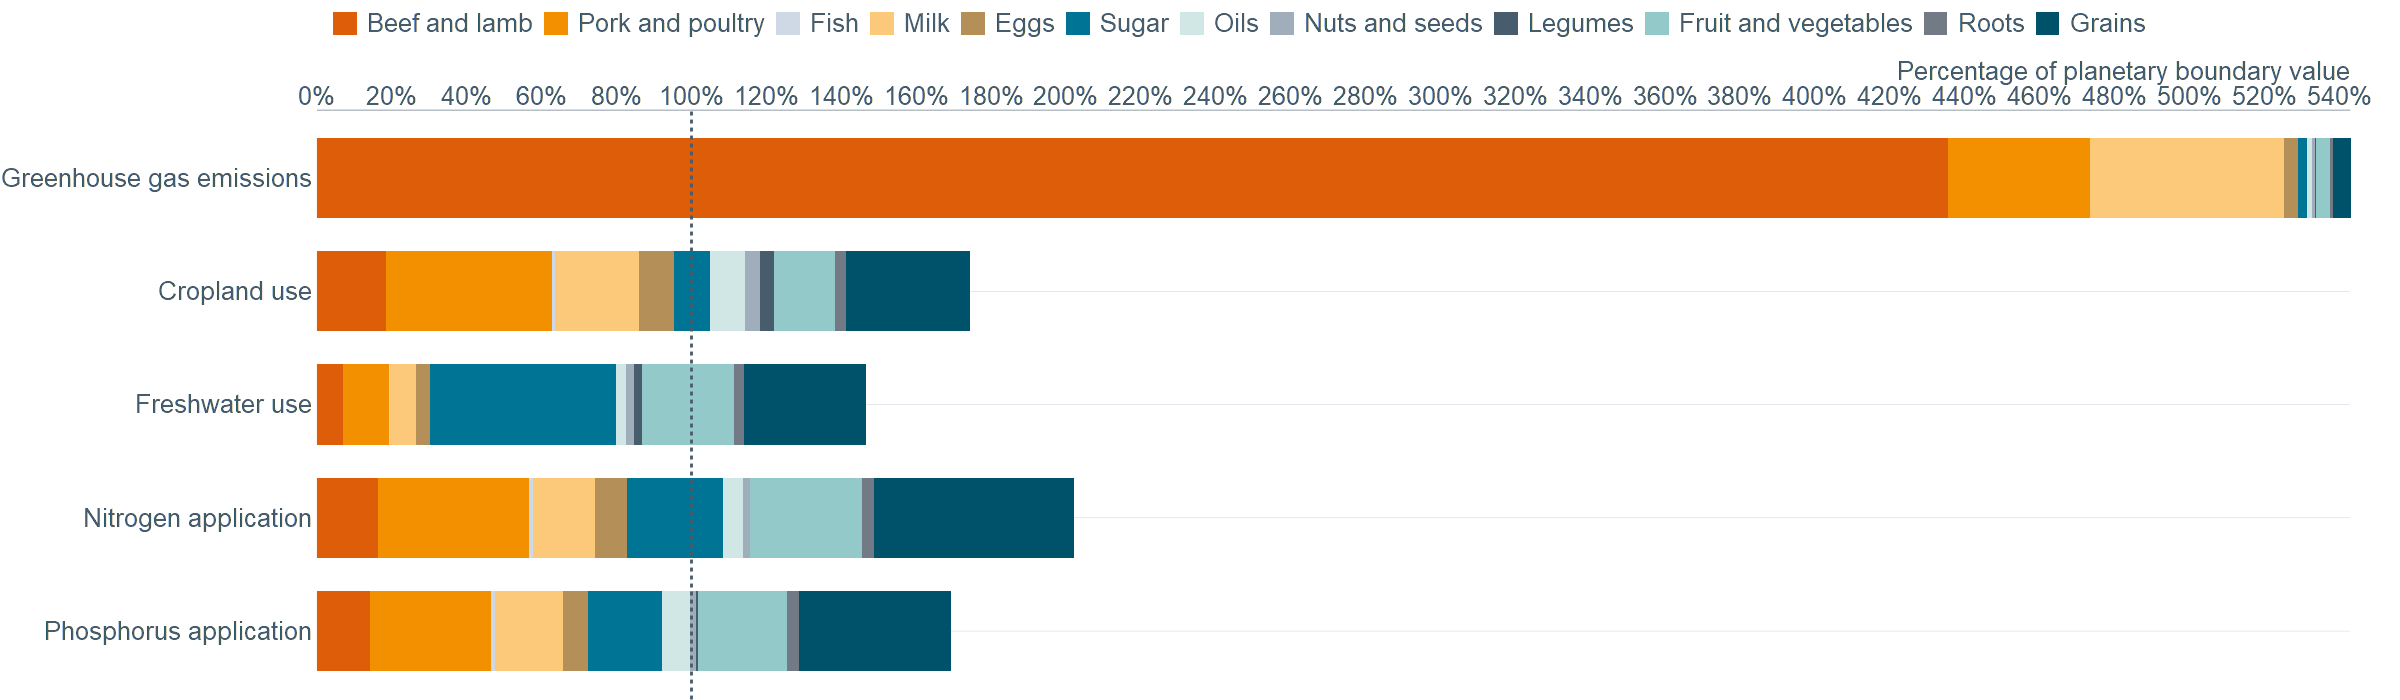 Beef and lamb Pork and poultry Fish Milk Eggs Sugar Oils Nuts and seeds Legumes Fruit and vegetables Roots Grains
Percentage of planetary boundary value
0% 20% 40% 60% 80% 100% 120% 140% 160% 180% 200% 220% 240% 260% 280% 300% 320% 340% 360% 380% 400% 420% 440% 460% 480% 500% 520% 540%
Greenhouse gas emissions
Cropland use
Freshwater use
Nitrogen application
Phosphorus application